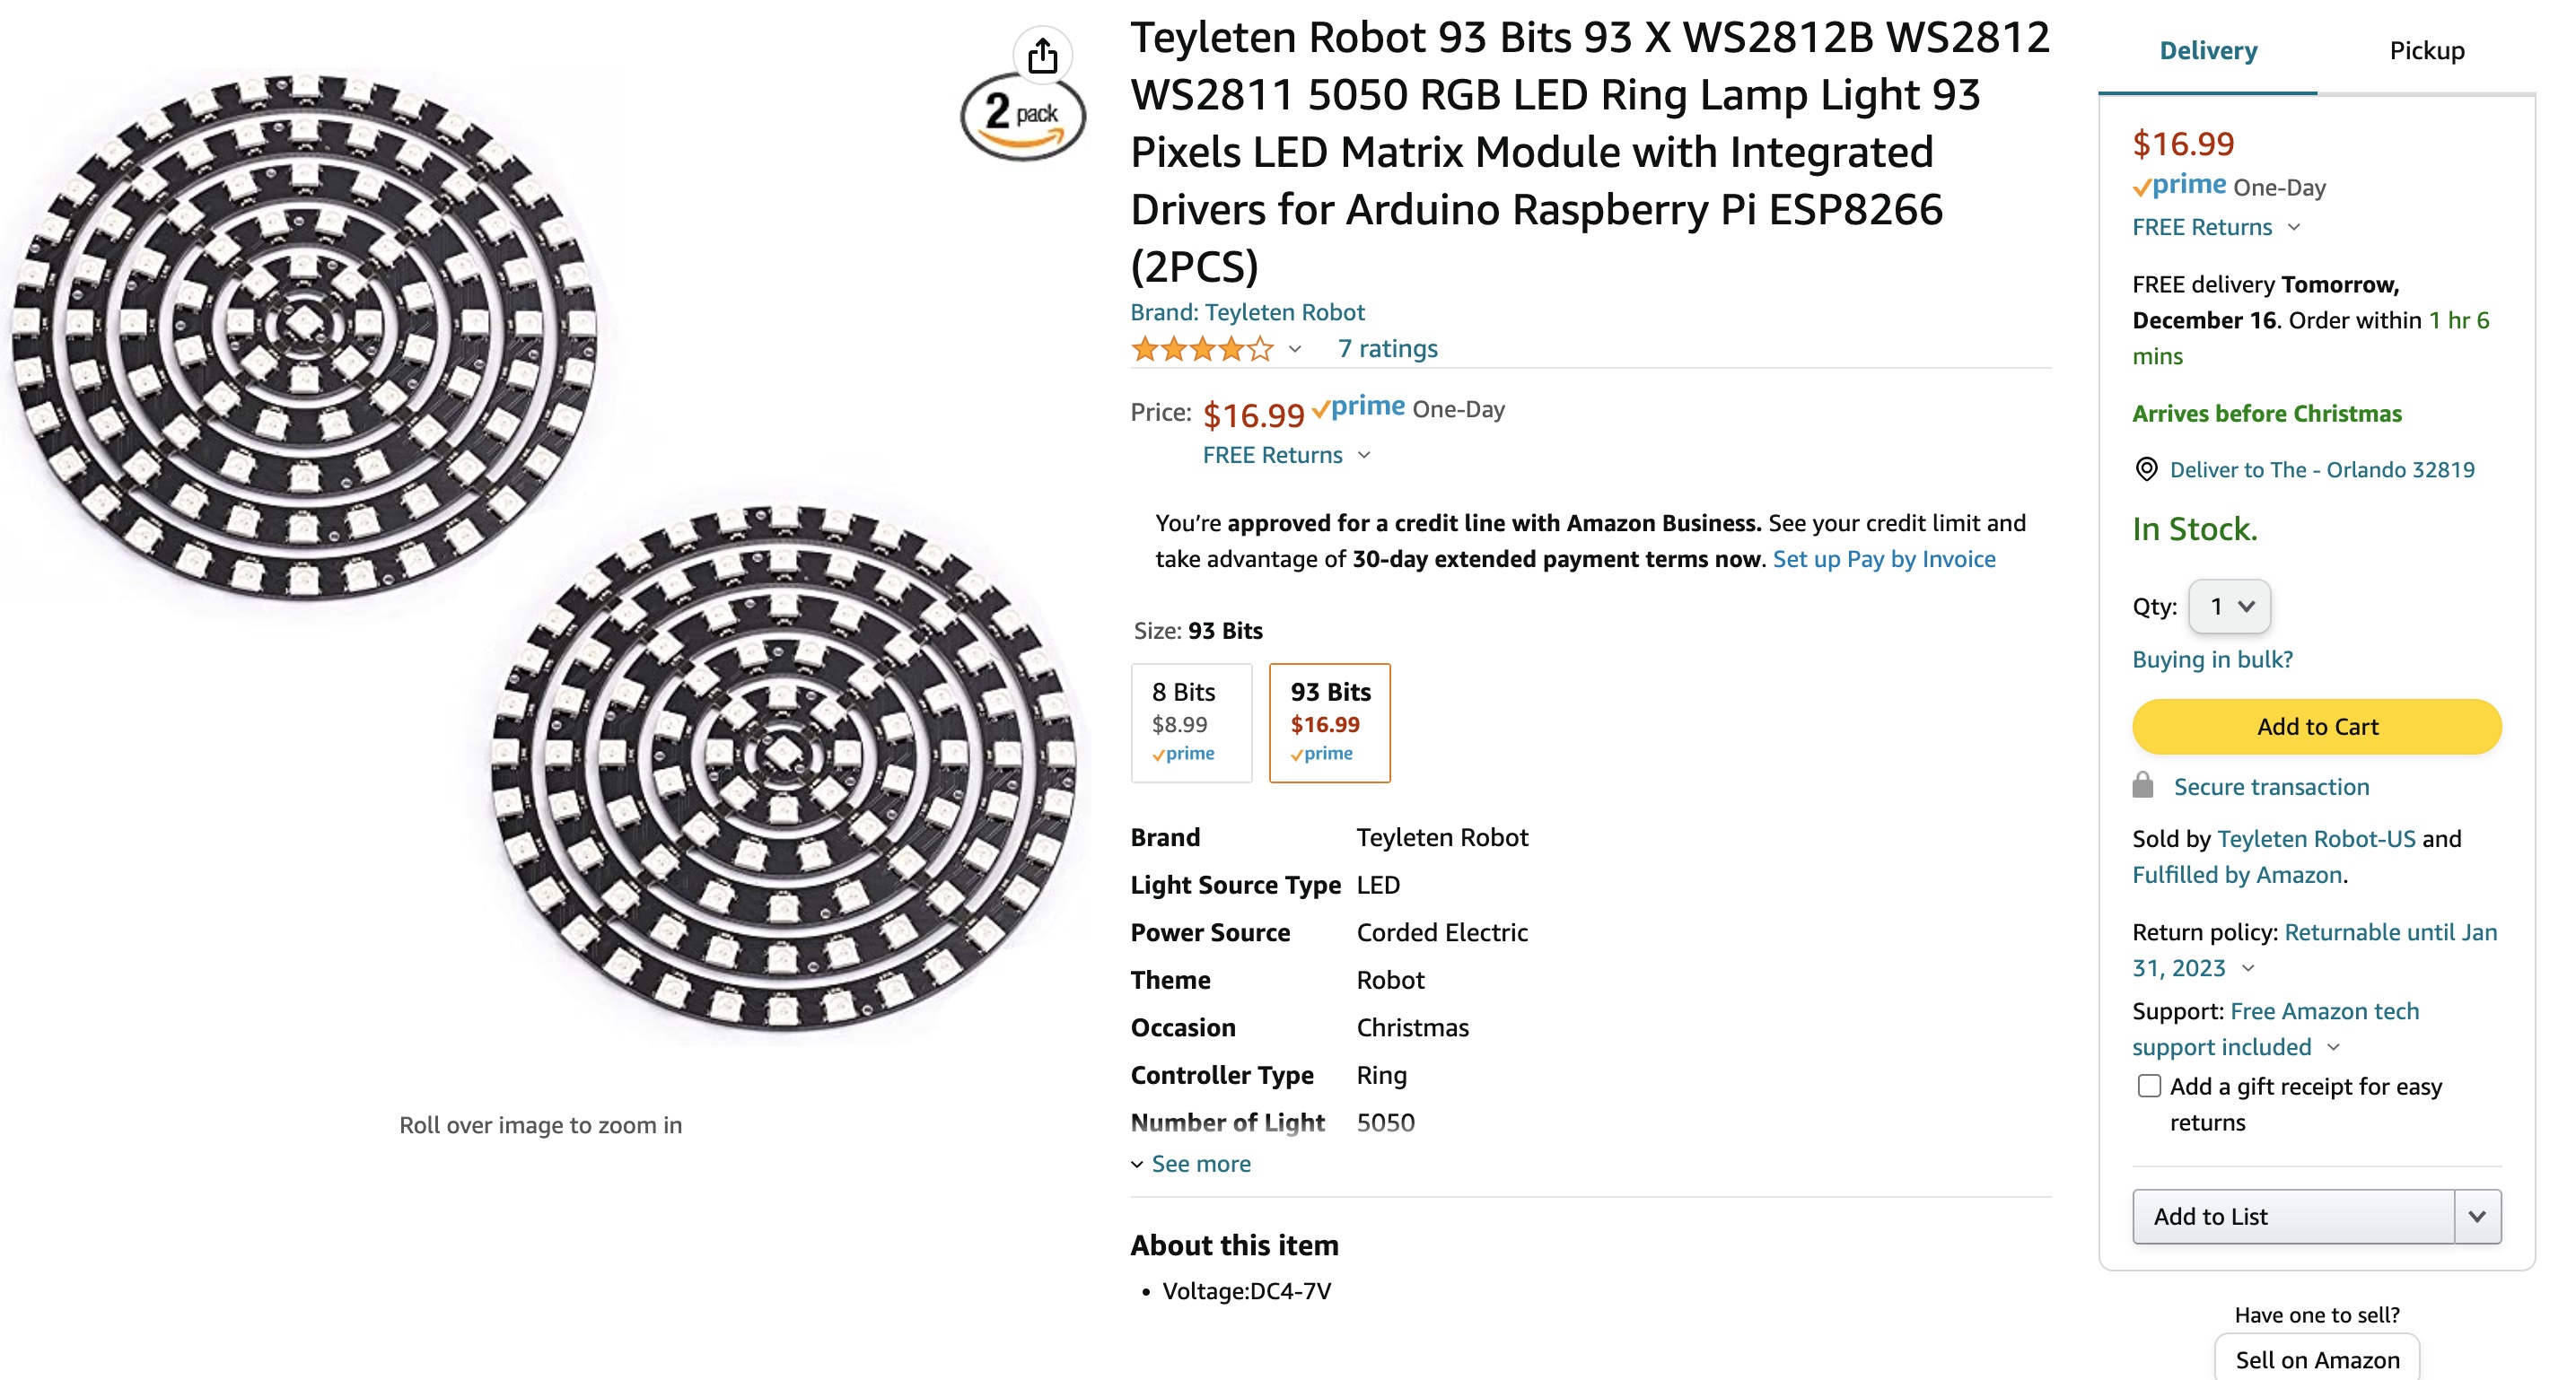 2 pack
Roll over image to zoom in
Teyleten Robot 93 Bits 93 X WS2812B WS2812
WS2811 5050 RGB LED Ring Lamp Light 93
Pixels LED Matrix Module with Integrated
Drivers for Arduino Raspberry Pi ESP8266
(2PCS)
Brand: Teyleten Robot
7 ratings
Price: $16.99 prime One-Day
FREE Returns
You're approved for a credit line with Amazon Business. See your credit limit and
take advantage of 30-day extended payment terms now. Set up Pay by Invoice
Size: 93 Bits
8 Bits
$8.99
prime
93 Bits
$16.99
prime
Brand Teyleten Robot
Light Source Type LED
Power Source Corded Electric
Theme Robot
Occasion Christmas
Controller Type Ring
Number of Light 5050
See more
About this item
• Voltage:DC4-7V
Delivery
Pickup
$16.99
prime One-Day
FREE Returns
FREE delivery Tomorrow,
December 16. Order within 1 hr 6
mins
Arrives before Christmas
Deliver to The - Orlando 32819
In Stock.
Qty: 1
Buying in bulk?
Add to Cart
Secure transaction
Sold by Teyleten Robot-US and
Fulfilled by Amazon.
Return policy: Returnable until Jan
31, 2023
Support: Free Amazon tech
support included
Add a gift receipt for easy
returns
Add to List
Have one to sell?
Sell on Amazon